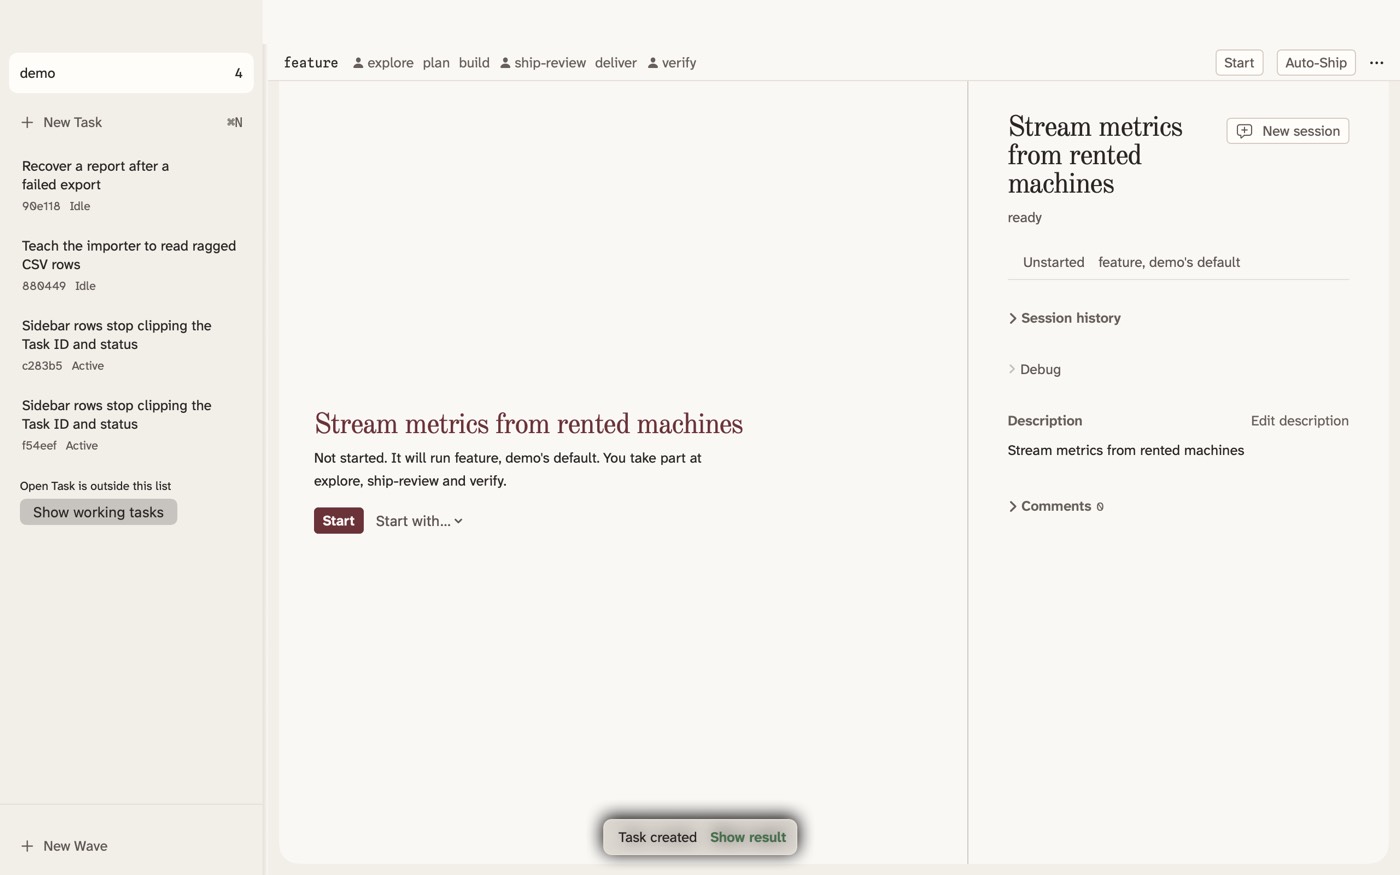 demo 4
New Task ⌘N
Recover a report after a
failed export
90e118 Idle
Teach the importer to read ragged
CSV rows
880449 Idle
Sidebar rows stop clipping the
Task ID and status
c283b5 Active
Sidebar rows stop clipping the
Task ID and status
f54eef Active
Open Task is outside this list
Show working tasks
New Wave
feature explore plan build ship-review deliver verify
Start Auto-Ship
Stream metrics from rented machines
Not started. It will run feature, demo's default. You take part at
explore, ship-review and verify.
Start Start with...
Task created Show result
Stream metrics
from rented
machines
New session
ready
Unstarted feature, demo's default
Session history
Debug
Description Edit description
Stream metrics from rented machines
Comments 0